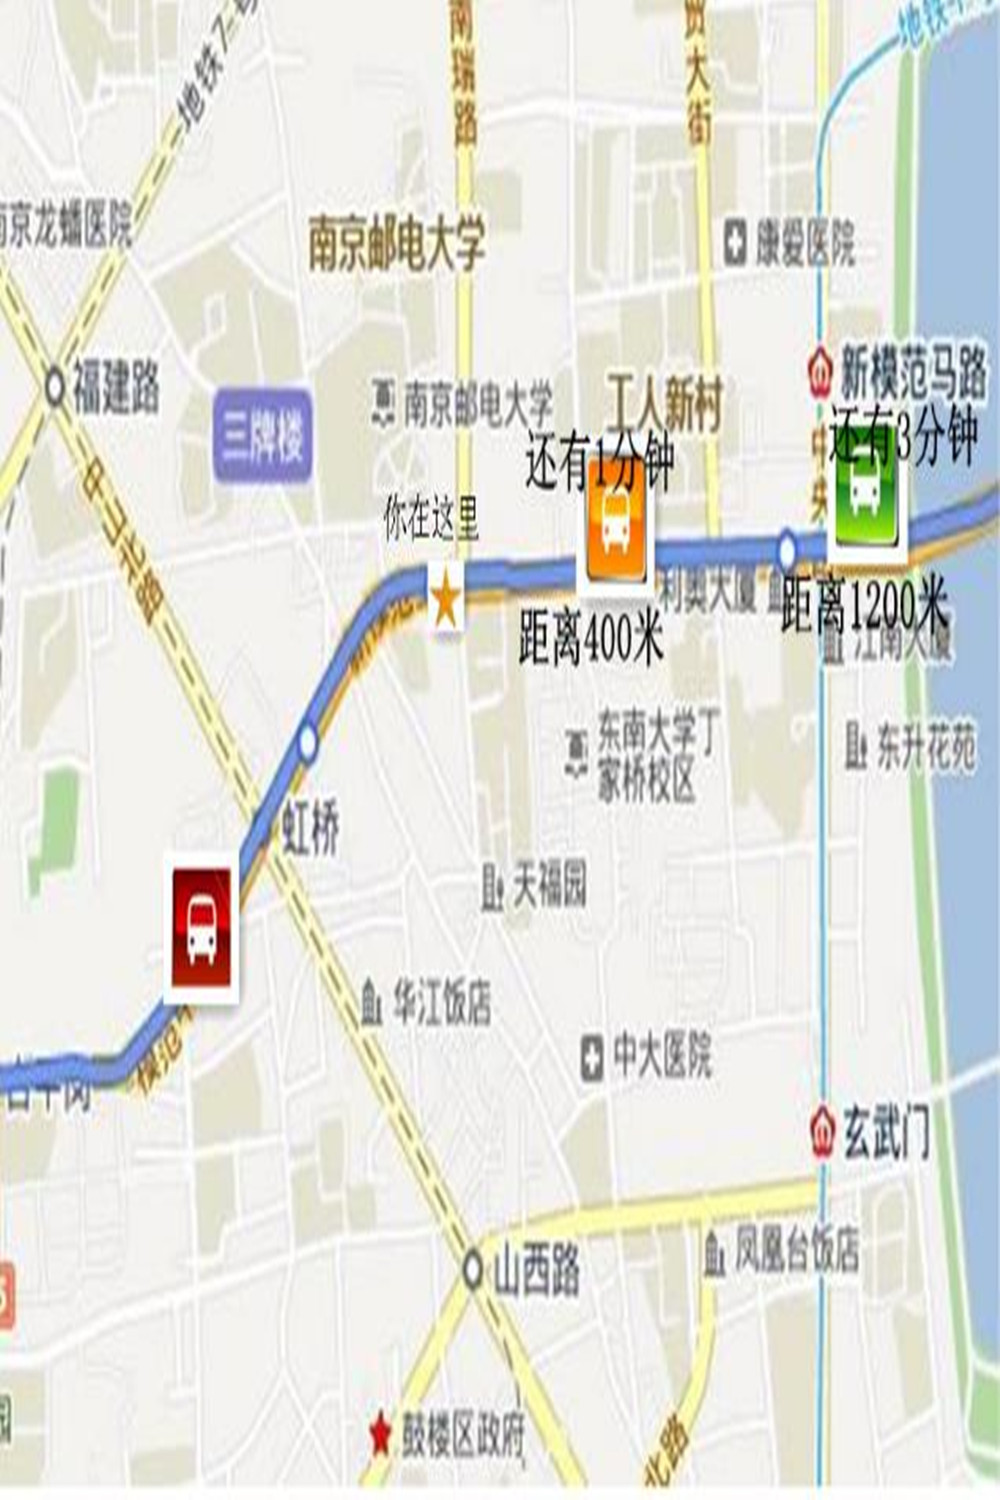 南瑞路
大街
南京龙蟠医院
南京邮电大学
康爱医院
福建路
三牌楼
南京邮电大学
工人新村
新模范马路
还有1分钟
还有3分钟
你在这里
利奥大厦
距离400米
距离1200米
江南大厦
东南大学丁
家桥校区
东升花苑
虹桥
天福园
华江饭店
中大医院
玄武门
凤凰台饭店
山西路
鼓楼区政府
北路